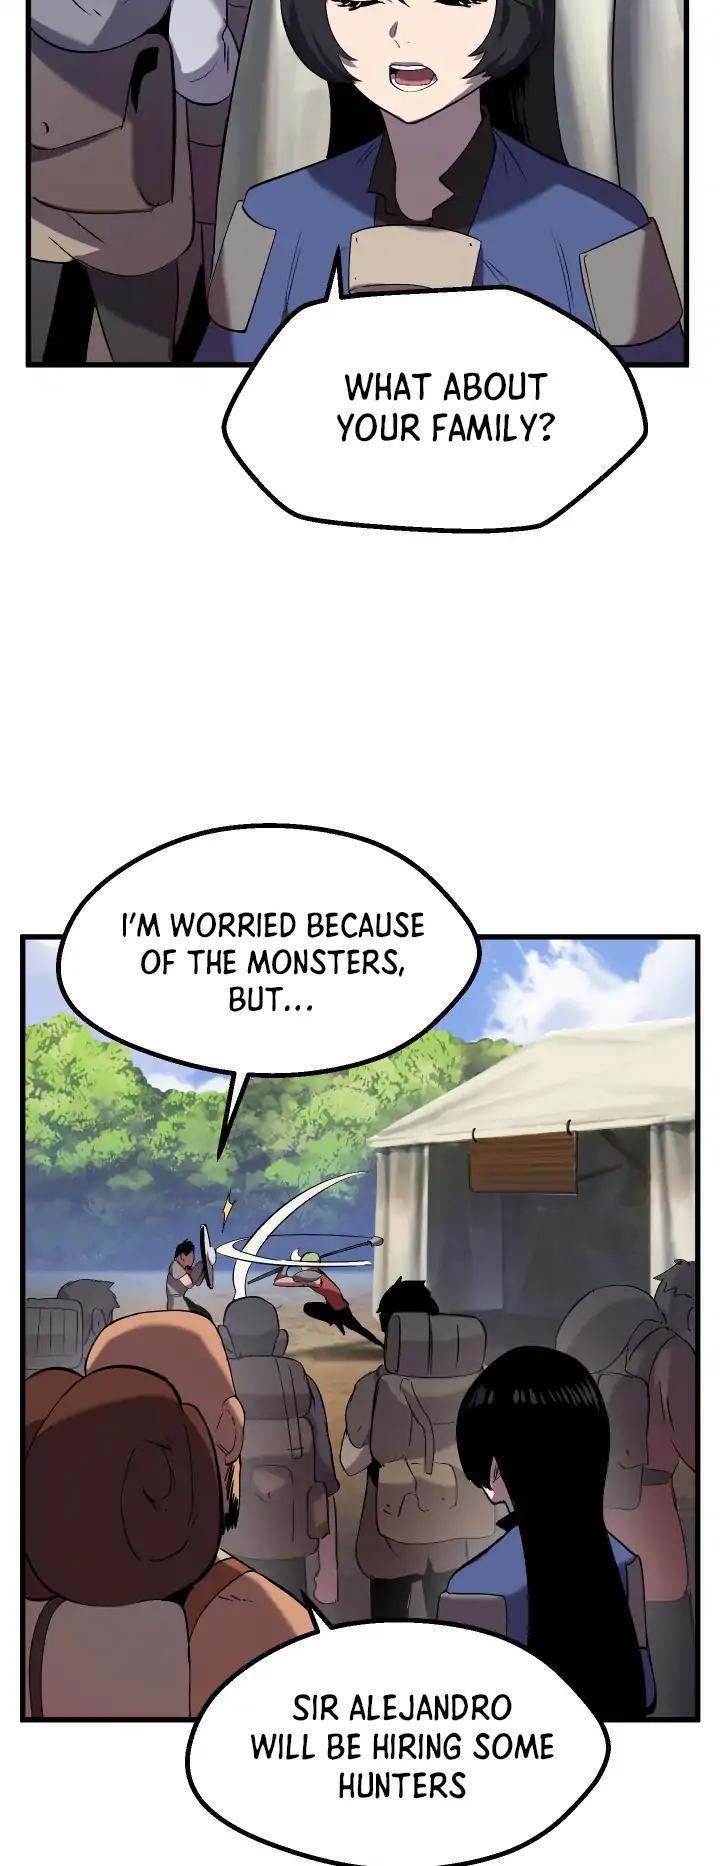 WHAT ABOUT
YOUR FAMILY?
I'M WORRIED BECAUSE
OF THE MONSTERS,
BUT...
SIR ALEJANDRO
WILL BE HIRING SOME
HUNTERS